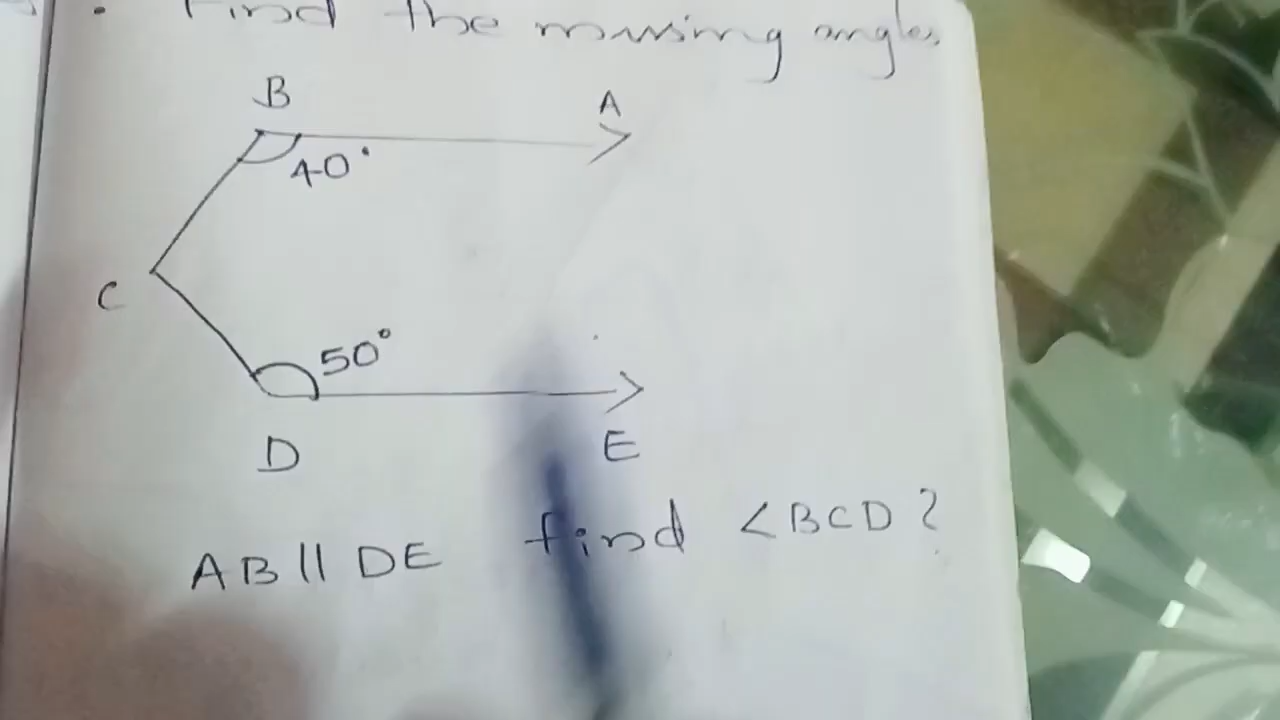 Find the missing angles
B
A
40°
C
50°
D
E
AB || DE find <BCD ?